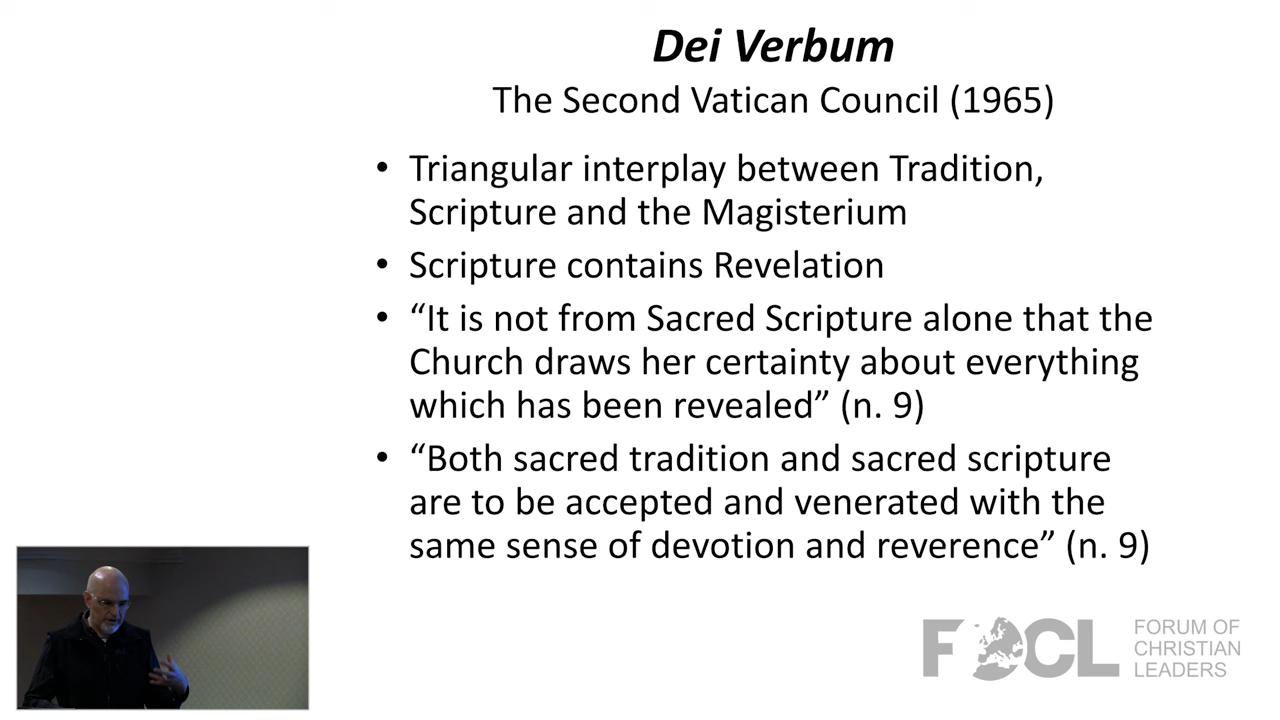 Dei Verbum
The Second Vatican Council (1965)
• Triangular interplay between Tradition,
Scripture and the Magisterium
• Scripture contains Revelation
• “It is not from Sacred Scripture alone that the
Church draws her certainty about everything
which has been revealed” (n. 9)
• “Both sacred tradition and sacred scripture
are to be accepted and venerated with the
same sense of devotion and reverence” (n. 9)
FOCL
FORUM OF
CHRISTIAN
LEADERS